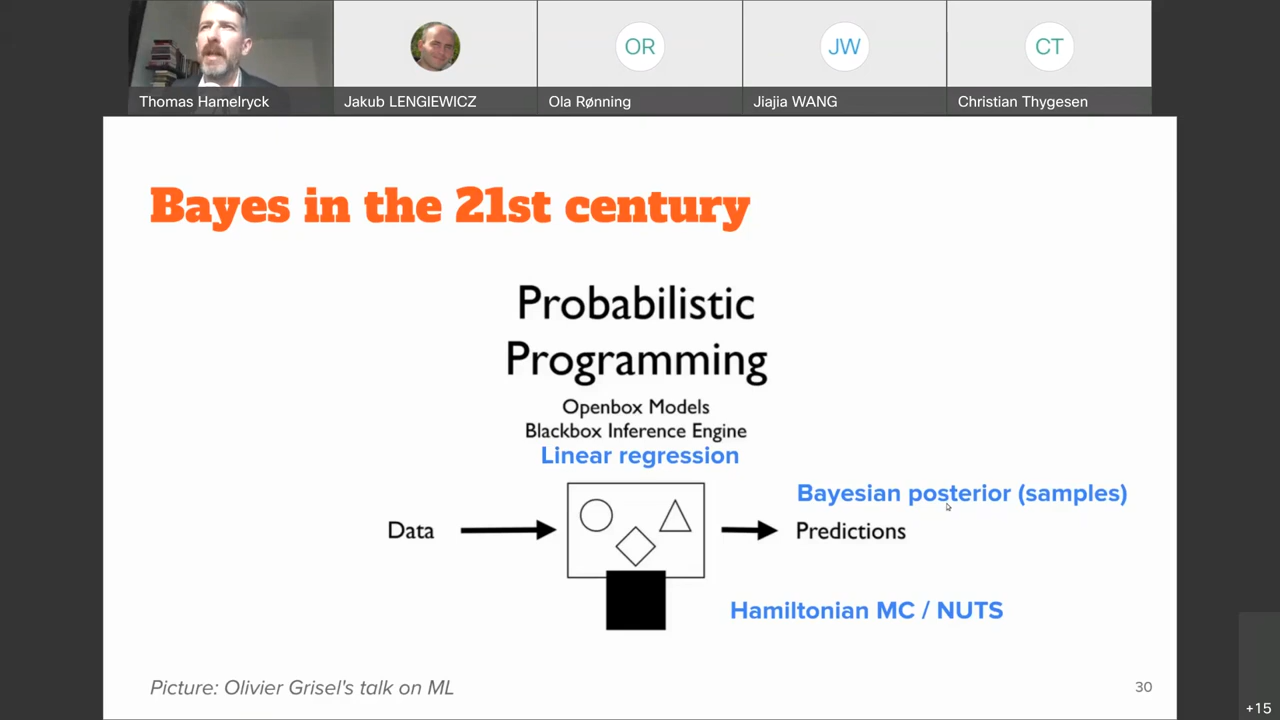 OR
JW
CT
Thomas Hamelryck
Jakub LENGIEWICZ
Ola Rønning
Jiajia WANG
Christian Thygesen
Bayes in the 21st century
Probabilistic
Programming
Openbox Models
Blackbox Inference Engine
Linear regression
Bayesian posterior (samples)
Data
Predictions
Hamiltonian MC / NUTS
Picture: Olivier Grisel's talk on ML
30
+15